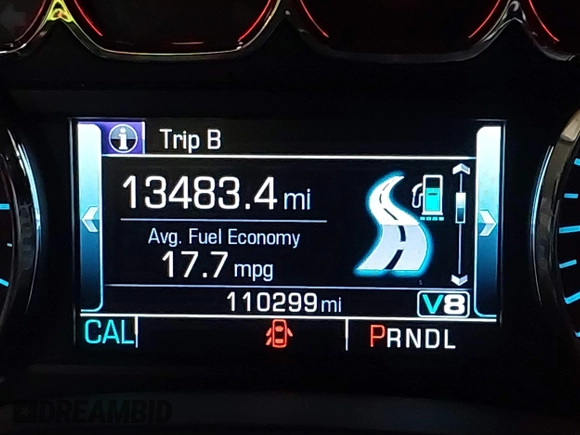 Trip B
13483.4 mi
Avg. Fuel Economy
17.7 mpg
110299 mi V8
CAL PRNDL
DREAMBID